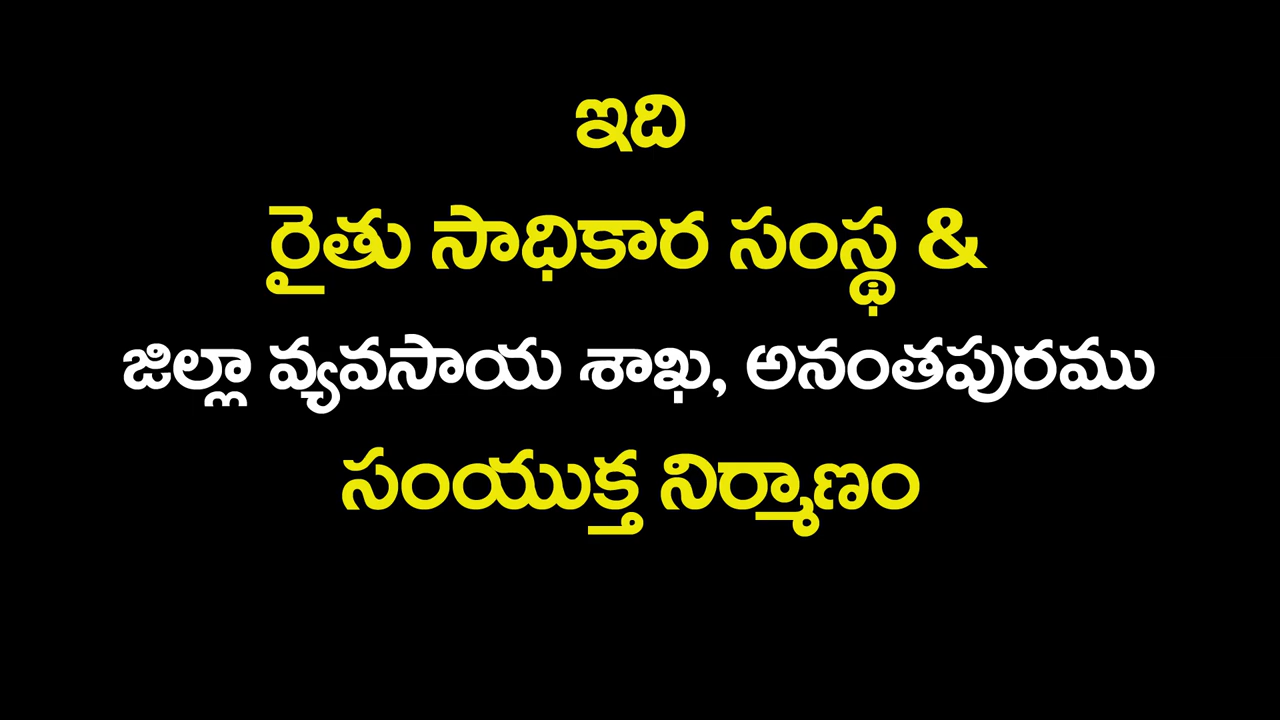 ఇది
రైతు సాధికార సంస్థ &
జిల్లా వ్యవసాయ శాఖ, అనంతపురము
సంయుక్త నిర్మాణం